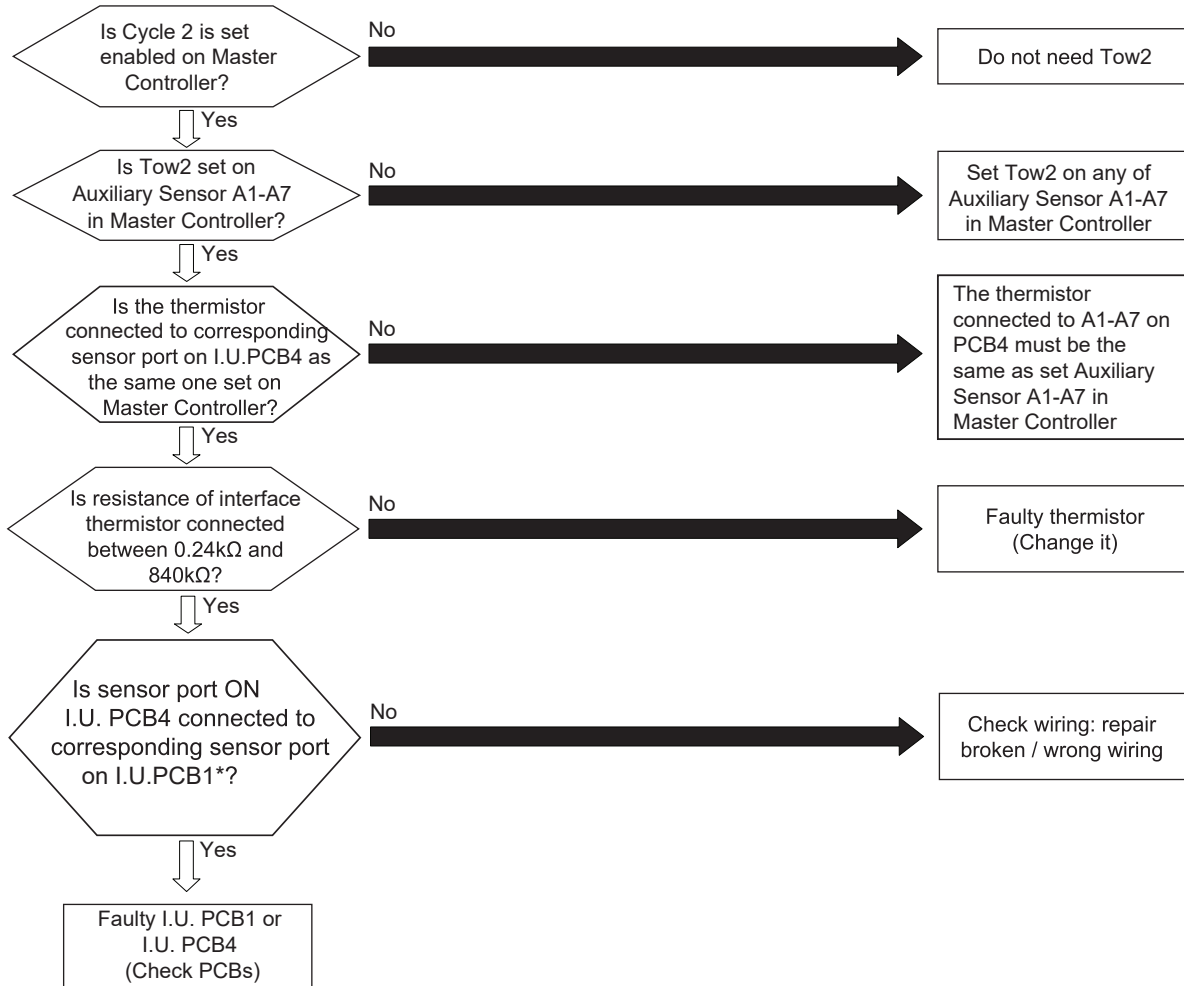 Is Cycle 2 is set
enabled on Master
Controller?
No
Do not need Tow2
Yes
Is Tow2 set on
Auxiliary Sensor A1-A7
in Master Controller?
No
Set Tow2 on any of
Auxiliary Sensor A1-A7
in Master Controller
Yes
Is the thermistor
connected to corresponding
sensor port on I.U.PCB4 as
the same one set on
Master Controller?
No
The thermistor
connected to A1-A7 on
PCB4 must be the
same as set Auxiliary
Sensor A1-A7 in
Master Controller
Yes
Is resistance of interface
thermistor connected
between 0.24kΩ and
840kΩ?
No
Faulty thermistor
(Change it)
Yes
Is sensor port ON
I.U. PCB4 connected to
corresponding sensor port
on I.U.PCB1*?
No
Check wiring: repair
broken / wrong wiring
Yes
Faulty I.U. PCB1 or
I.U. PCB4
(Check PCBs)